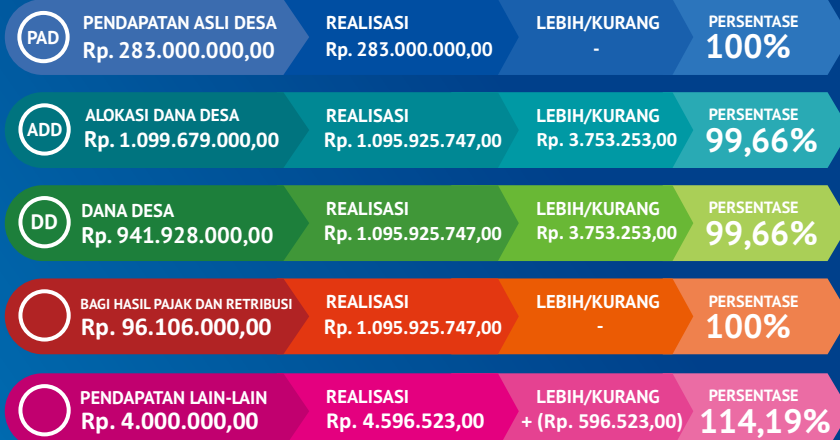 PAD
PENDAPATAN ASLI DESA
Rp. 283.000.000,00
REALISASI
Rp. 283.000.000,00
LEBIH/KURANG
-
PERSENTASE
100%
ADD
ALOKASI DANA DESA
Rp. 1.099.679.000,00
REALISASI
Rp. 1.095.925.747,00
LEBIH/KURANG
Rp. 3.753.253,00
PERSENTASE
99,66%
DD
DANA DESA
Rp. 941.928.000,00
REALISASI
Rp. 1.095.925.747,00
LEBIH/KURANG
Rp. 3.753.253,00
PERSENTASE
99,66%
BAGI HASIL PAJAK DAN RETRIBUSI
Rp. 96.106.000,00
REALISASI
Rp. 1.095.925.747,00
LEBIH/KURANG
-
PERSENTASE
100%
PENDAPATAN LAIN-LAIN
Rp. 4.000.000,00
REALISASI
Rp. 4.596.523,00
LEBIH/KURANG
+ (Rp. 596.523,00)
PERSENTASE
114,19%